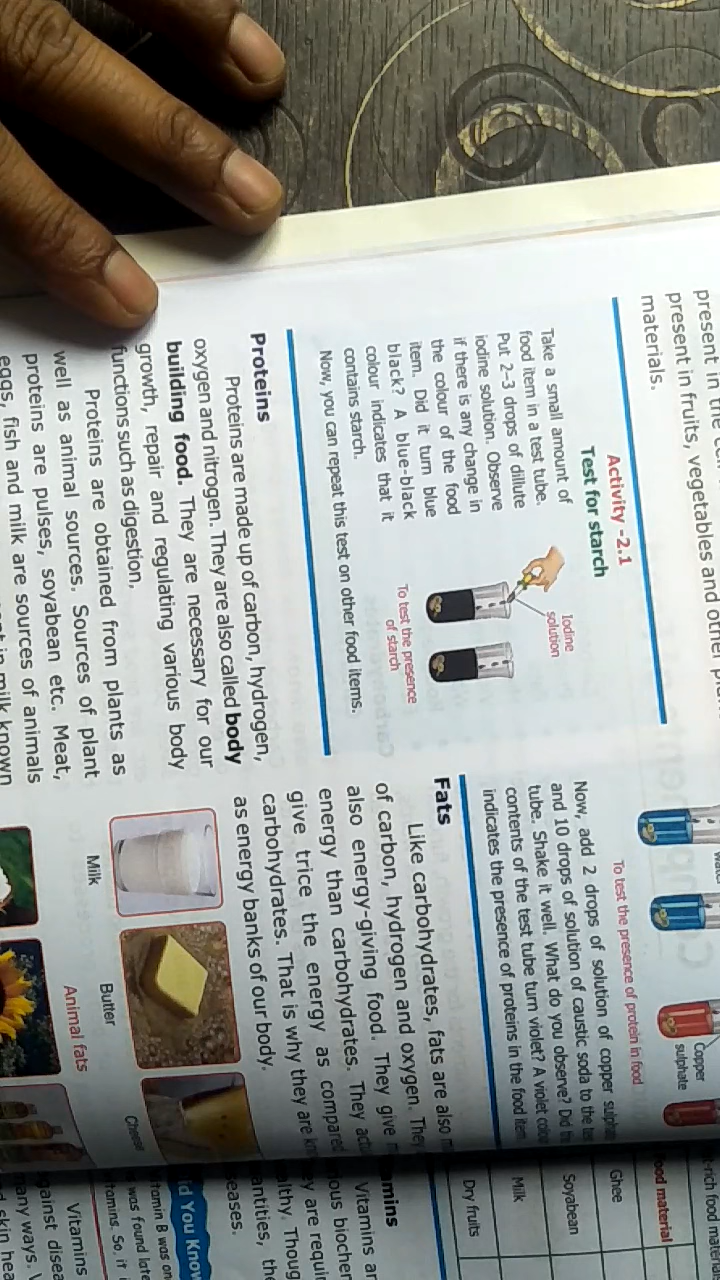 present in fruits, vegetables and other
materials.
Activity -2.1
Test for starch
Take a small amount of
food item in a test tube.
Put 2-3 drops of dillute
iodine solution. Observe
if there is any change in
the colour of the food
item. Did it turn blue
black? A blue-black
colour indicates that it
contains starch.
Now, you can repeat this test on other food items.
Iodine
solution
To test the presence
of starch
Proteins
Proteins are made up of carbon, hydrogen,
oxygen and nitrogen. They are also called body
building food. They are necessary for our
growth, repair and regulating various body
functions such as digestion.
Proteins are obtained from plants as
well as animal sources. Sources of plant
proteins are pulses, soyabean etc. Meat,
eggs, fish and milk are sources of animals
in milk known
Copper
sulphate
To test the presence of protein in food
Now, add 2 drops of solution of copper
and 10 drops of solution of caustic soda to the
tube. Shake it well. What do you observe? Did
contents of the test tube turn violet? A violet
indicates the presence of proteins in the food
Fats
Like carbohydrates, fats are also
of carbon, hydrogen and oxygen. They
also energy-giving food. They give
energy than carbohydrates. They
give trice the energy as compared
carbohydrates. That is why they are
as energy banks of our body.
Milk
Butter
Cheese
Animal fats
food material
Ghee
Soyabean
Milk
Dry fruits
Vitamins
was found
Vitamins